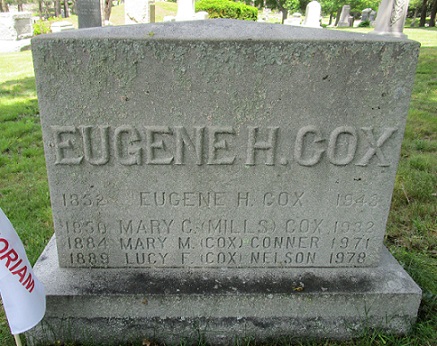 EUGENE H. COX
1852 EUGENE H. COX 1943
1850 MARY C. (MILLS) COX 1932
1884 MARY M. (COX) CONNER 1971
1889 LUCY F. (COX) NELSON 1978
ORIAM